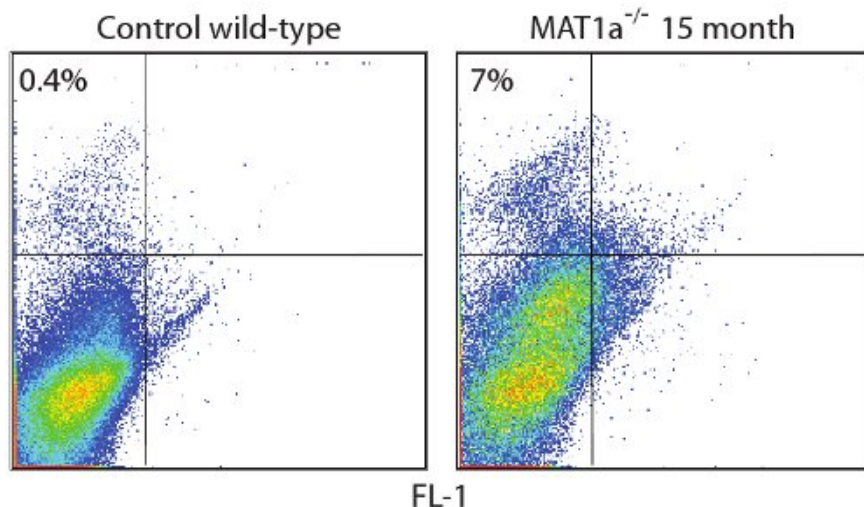 Control wild-type
MAT1a⁻/⁻ 15 month
0.4%
7%
FL-1